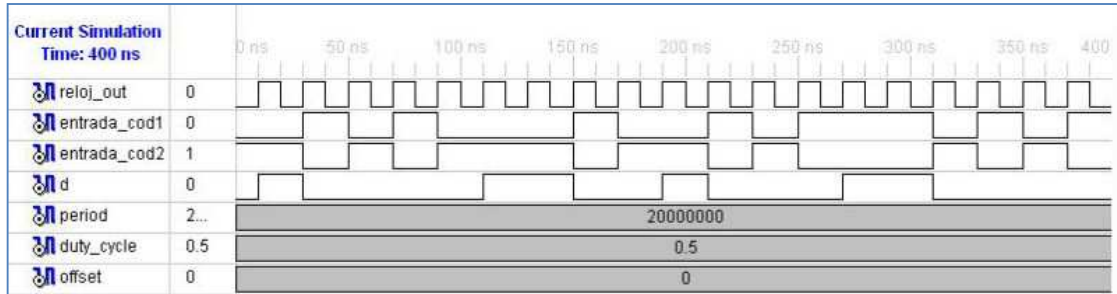 Current Simulation
Time: 400 ns
0 ns 50 ns 100 ns 150 ns 200 ns 250 ns 300 ns 350 ns 400
reloj_out 0
entrada_cod1 0
entrada_cod2 1
d 0
period 2... 20000000
duty_cycle 0.5 0.5
offset 0 0